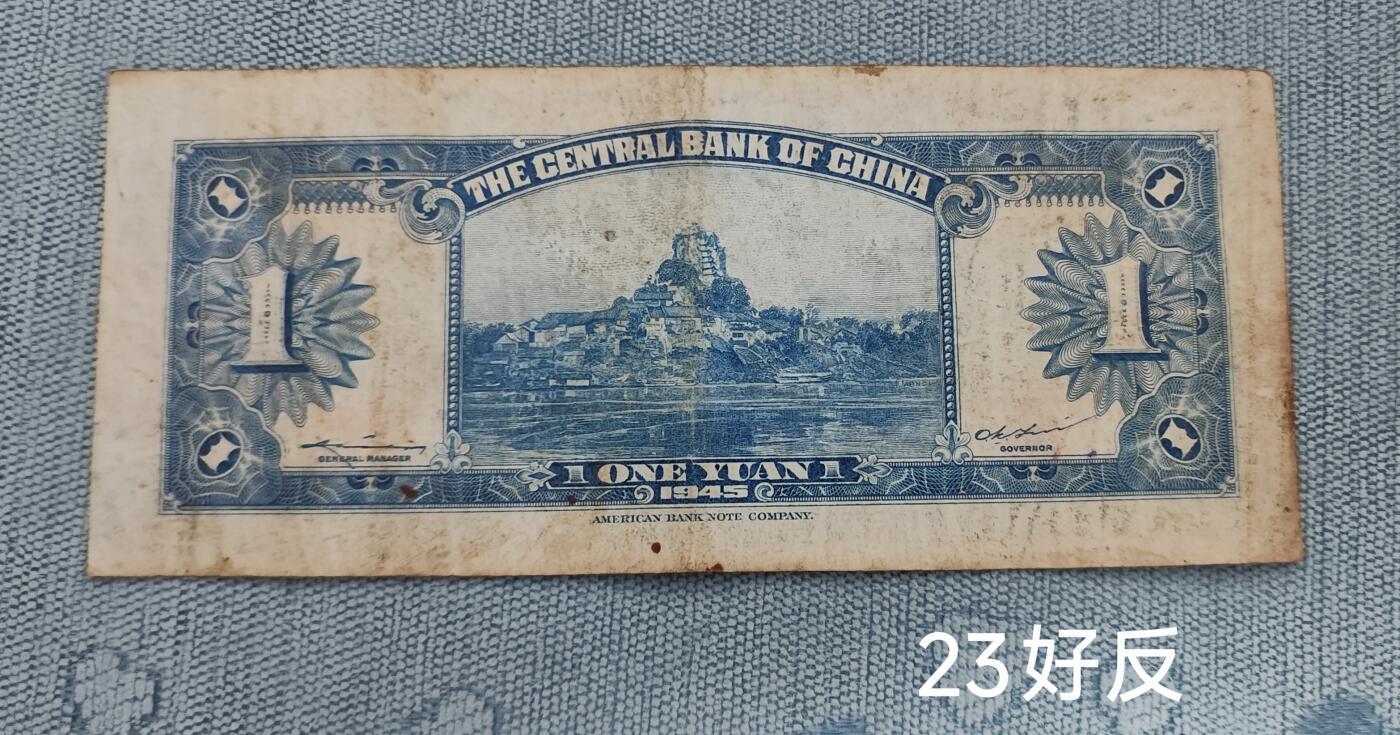 THE CENTRAL BANK OF CHINA
1
1
GENERAL MANAGER
GOVERNOR
1 ONE YUAN 1
1945
AMERICAN BANK NOTE COMPANY.
23好反